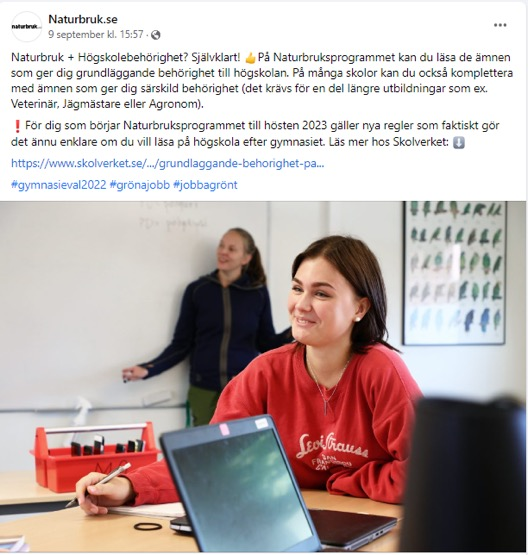 naturbruk.se
Naturbruk.se
9 september kl. 15:57 ·
Naturbruk + Högskolebehörighet? Självklart! 👍På Naturbruksprogrammet kan du läsa de ämnen
som ger dig grundläggande behörighet till högskolan. På många skolor kan du också komplettera
med ämnen som ger dig särskild behörighet (det krävs för en del längre utbildningar som ex.
Veterinär, Jägmästare eller Agronom).
❗För dig som börjar Naturbruksprogrammet till hösten 2023 gäller nya regler som faktiskt gör
det ännu enklare om du vill läsa på högskola efter gymnasiet. Läs mer hos Skolverket: ⬇️
https://www.skolverket.se/.../grundlaggande-behorighet-pa...
#gymnasieval2022 #grönajobb #jobbagrönt
Levi Strauss